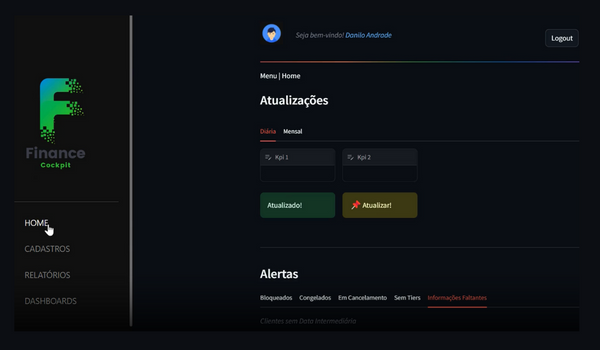 Finance
Cockpit
HOME
CADASTROS
RELATÓRIOS
DASHBOARDS
Seja bem-vindo! Danilo Andrade
Logout
Menu | Home
Atualizações
Diária Mensal
Kpi 1 Kpi 2
Atualizado! Atualizar!
Alertas
Bloqueados Congelados Em Cancelamento Sem Tiers Informações Faltantes
Clientes sem Data Intermediária